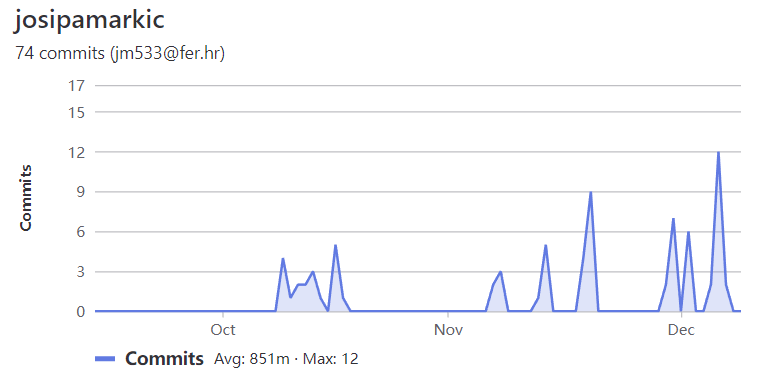 josipamarkic
74 commits (jm533@fer.hr)
17
15
12
9
6
3
0
Commits
Oct Nov Dec
Commits Avg: 851m · Max: 12